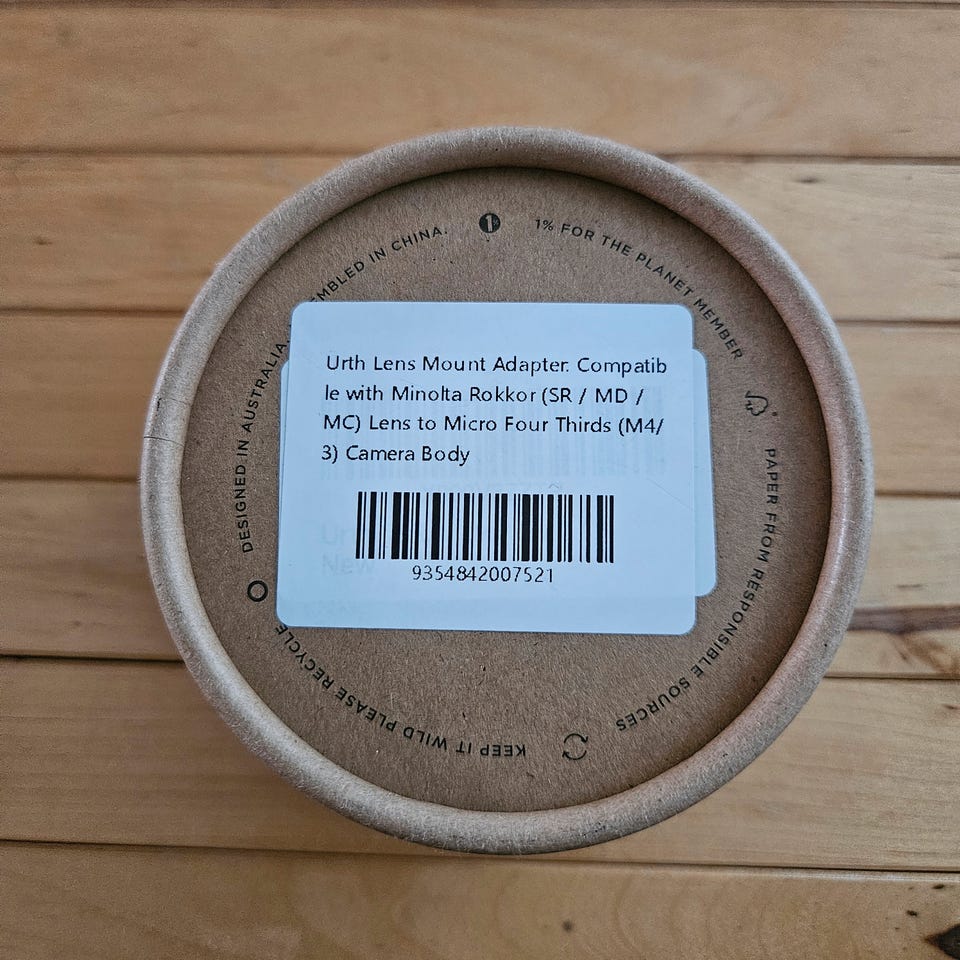 Urth Lens Mount Adapter: Compatib
le with Minolta Rokkor (SR / MD /
MC) Lens to Micro Four Thirds (M4/
3) Camera Body
9354842007521
1% FOR THE PLANET MEMBER
PAPER FROM RESPONSIBLE SOURCES
KEEP IT WILD PLEASE RECYCLE
DESIGNED IN AUSTRALIA.
IN CHINA.